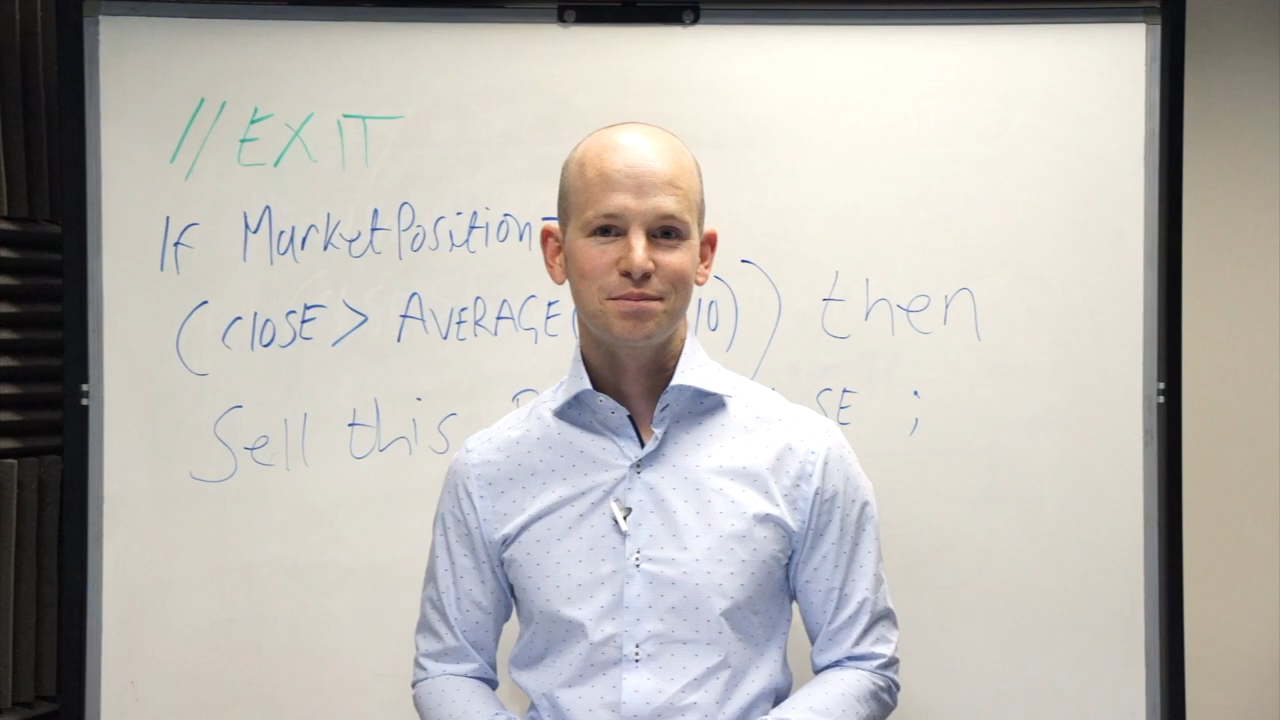 //EXIT
If MarketPosition
(ClOSE> AVERAGE( 10)) then
Sell this SE ;